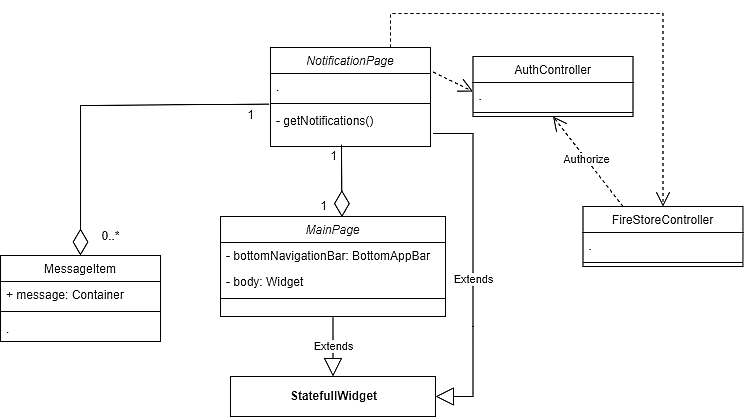 NotificationPage
.
- getNotifications()
AuthController
.
1
1
Authorize
1
FireStoreController
.
0..*
MainPage
- bottomNavigationBar: BottomAppBar
- body: Widget
MessageItem
+ message: Container
.
Extends
Extends
StatefullWidget